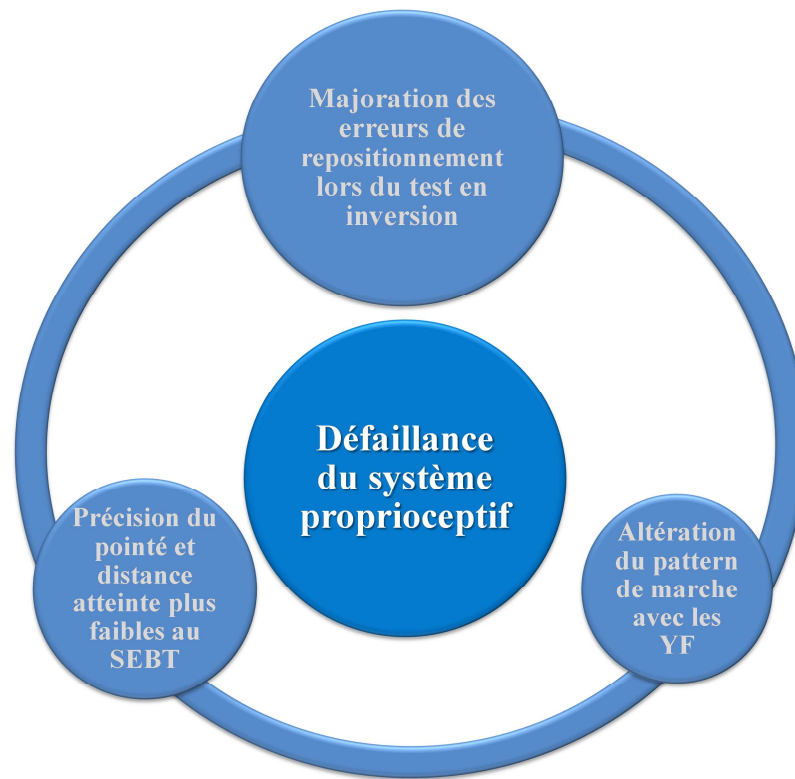 Majoration des
erreurs de
repositionnement
lors du test en
inversion
Défaillance
du système
proprioceptif
Précision du
pointé et
distance
atteinte plus
faibles au
SEBT
Altération
du pattern
de marche
avec les
YF